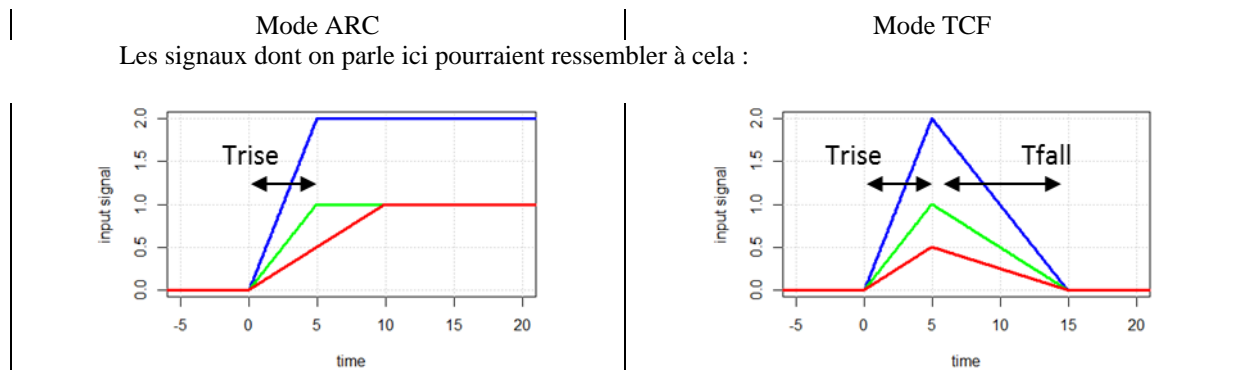 Mode ARC
Mode TCF
Les signaux dont on parle ici pourraient ressembler à cela :
2.0
1.5
1.0
0.5
0.0
input signal
Trise
-5
0
5
10
15
20
time
2.0
1.5
1.0
0.5
0.0
input signal
Trise
Tfall
-5
0
5
10
15
20
time